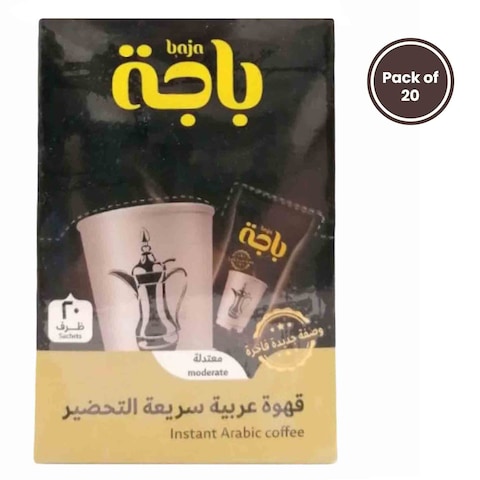 baja
باجة
Pack of
20
baja
باجة
وصفة جديدة فاخرة
٢٠
ظرف
Sachets
معتدلة
moderate
قهوة عربية سريعة التحضير
Instant Arabic coffee